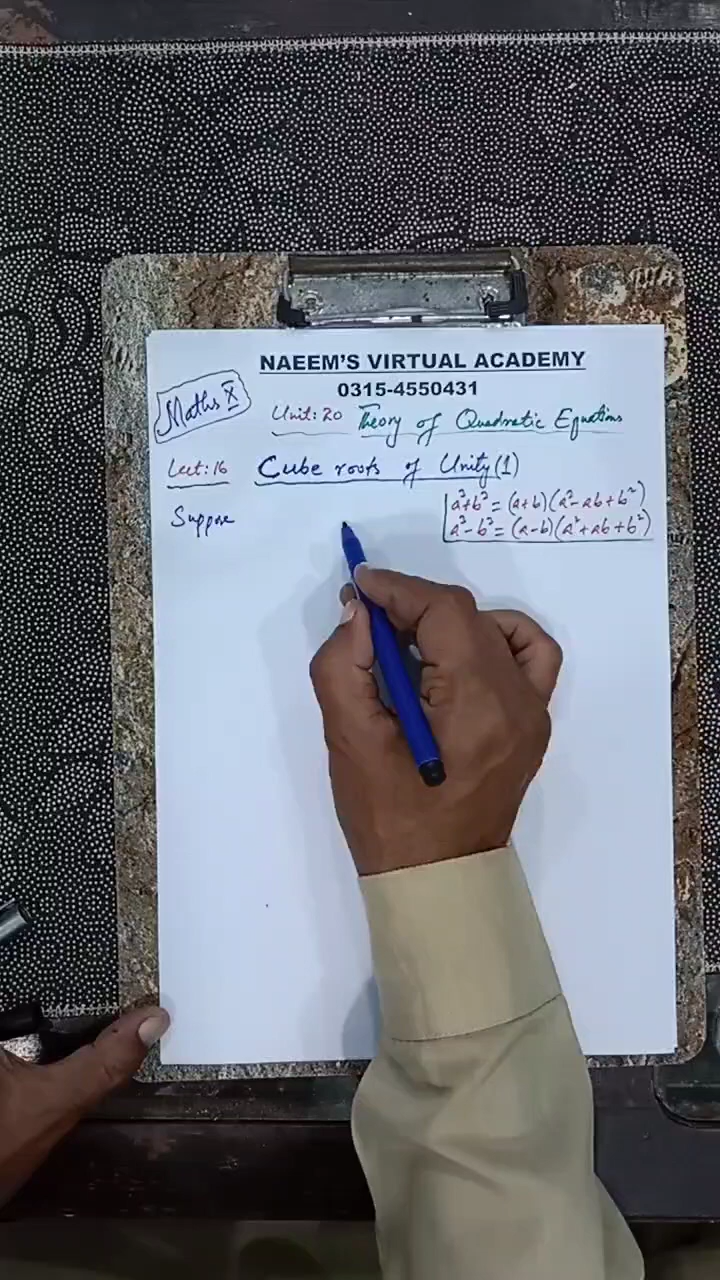 NAEEM'S VIRTUAL ACADEMY
0315-4550431
Maths X
Unit: 20 Theory of Quadratic Equations
Lect: 16 Cube roots of Unity (1)
a³+b³ = (a+b)(a²-ab+b²)
Suppose
a³-b³ = (a-b)(a²+ab+b²)